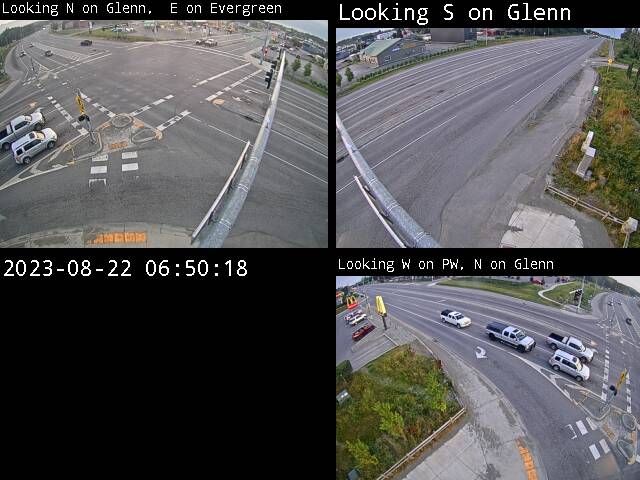 Looking N on Glenn,  E on Evergreen
Looking S on Glenn
2023-08-22 06:50:18
Looking W on PW, N on Glenn